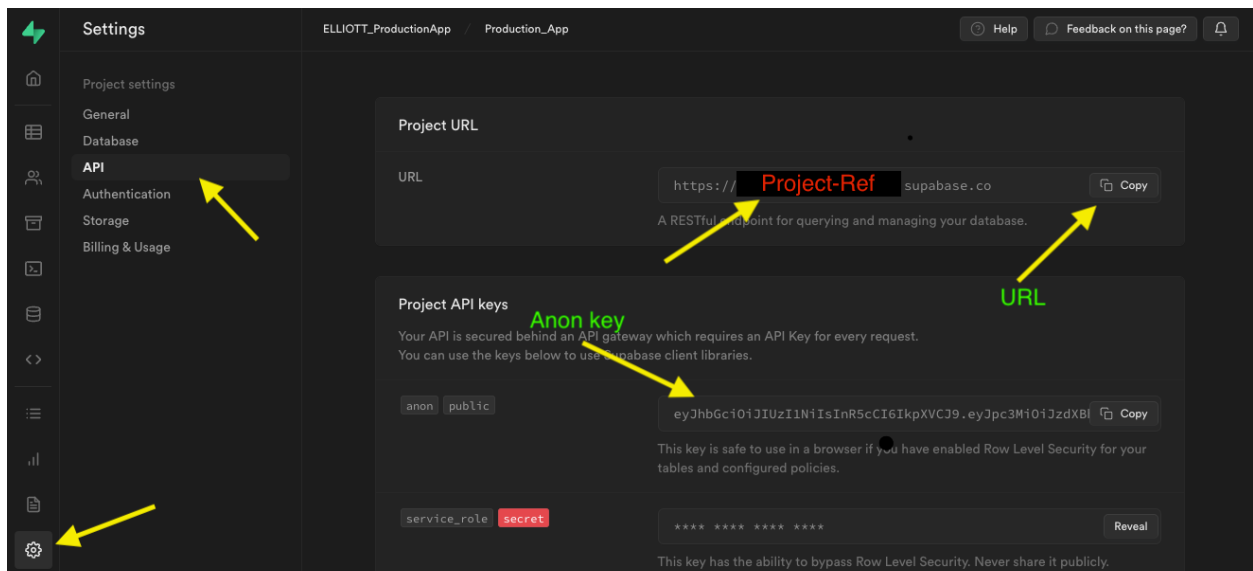 Settings
ELLIOTT_ProductionApp / Production_App
Help
Feedback on this page?
Project settings
General
Database
API
Authentication
Storage
Billing & Usage
Project URL
URL
https:// Project-Ref supabase.co
Copy
A RESTful endpoint for querying and managing your database.
URL
Project API keys
Anon key
Your API is secured behind an API gateway which requires an API Key for every request.
You can use the keys below to use Supabase client libraries.
anon public
eyJhbGciOiJIUzI1NiIsInR5cCI6IkpXVCJ9.eyJpc3MiOiJzdXB
Copy
This key is safe to use in a browser if you have enabled Row Level Security for your
tables and configured policies.
service_role secret
**** **** **** ****
Reveal
This key has the ability to bypass Row Level Security. Never share it publicly.